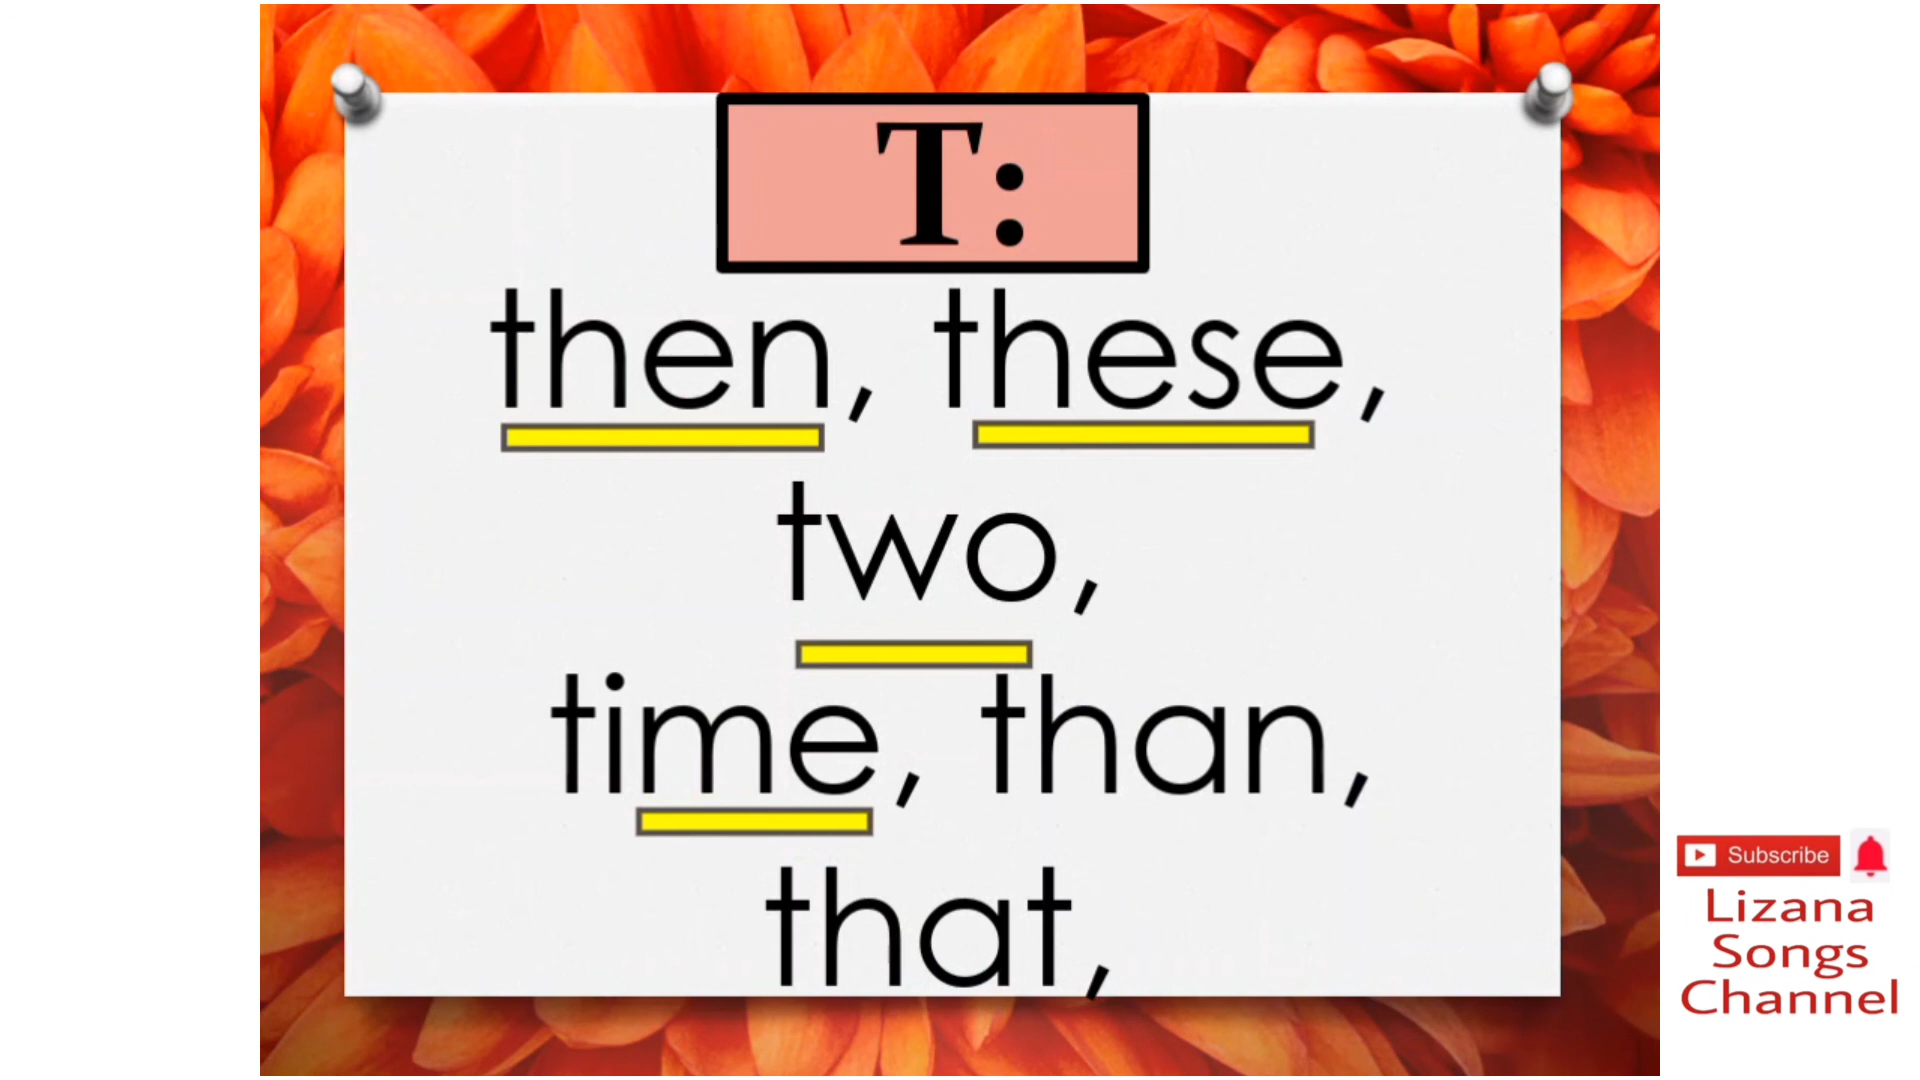 T:
then, these,
two,
time, than,
that,
Subscribe
Lizana
Songs
Channel